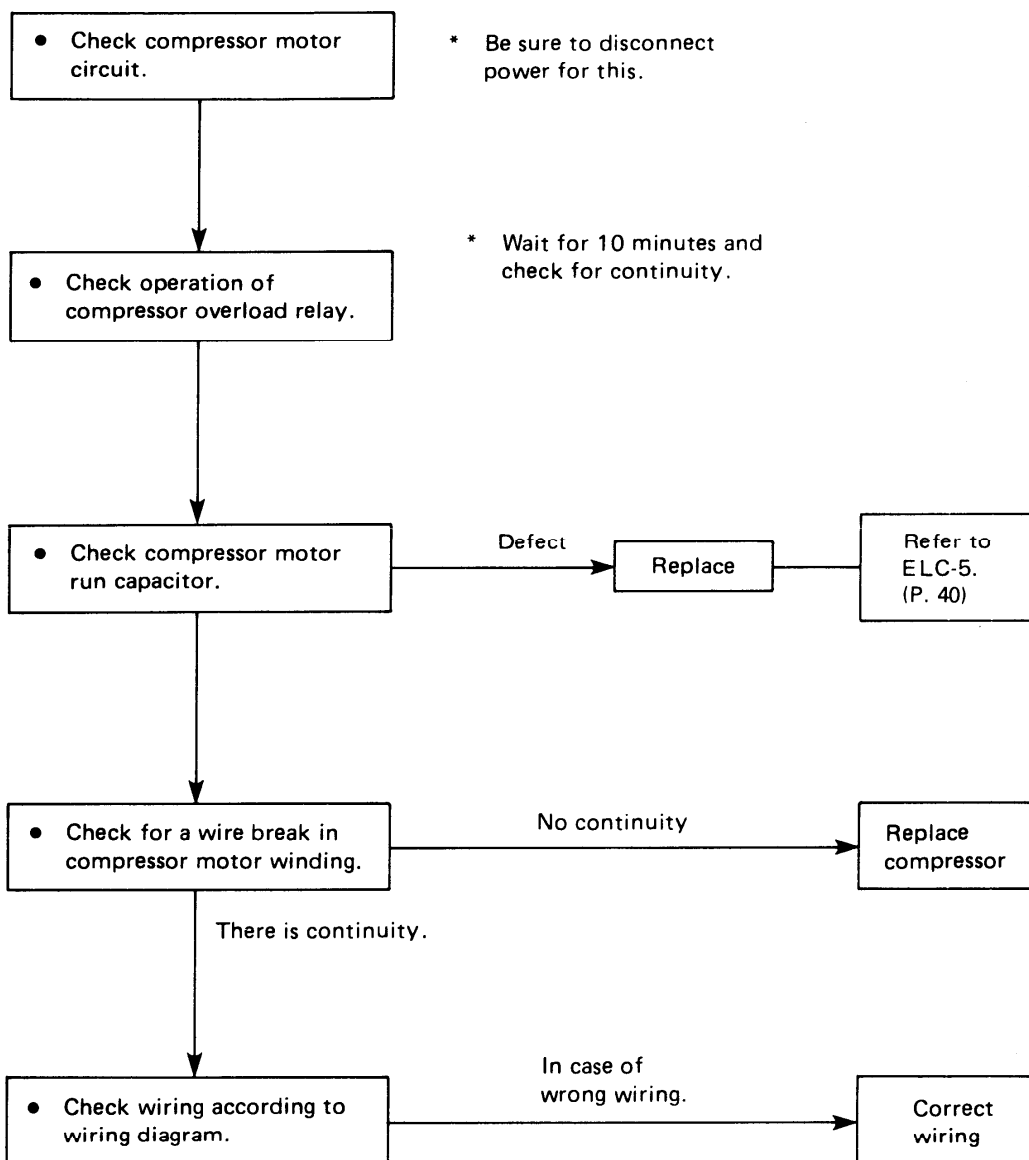 ● Check compressor motor
circuit.
* Be sure to disconnect
power for this.
* Wait for 10 minutes and
check for continuity.
● Check operation of
compressor overload relay.
● Check compressor motor
run capacitor.
Defect
Replace
Refer to
ELC-5.
(P. 40)
● Check for a wire break in
compressor motor winding.
No continuity
Replace
compressor
There is continuity.
● Check wiring according to
wiring diagram.
In case of
wrong wiring.
Correct
wiring